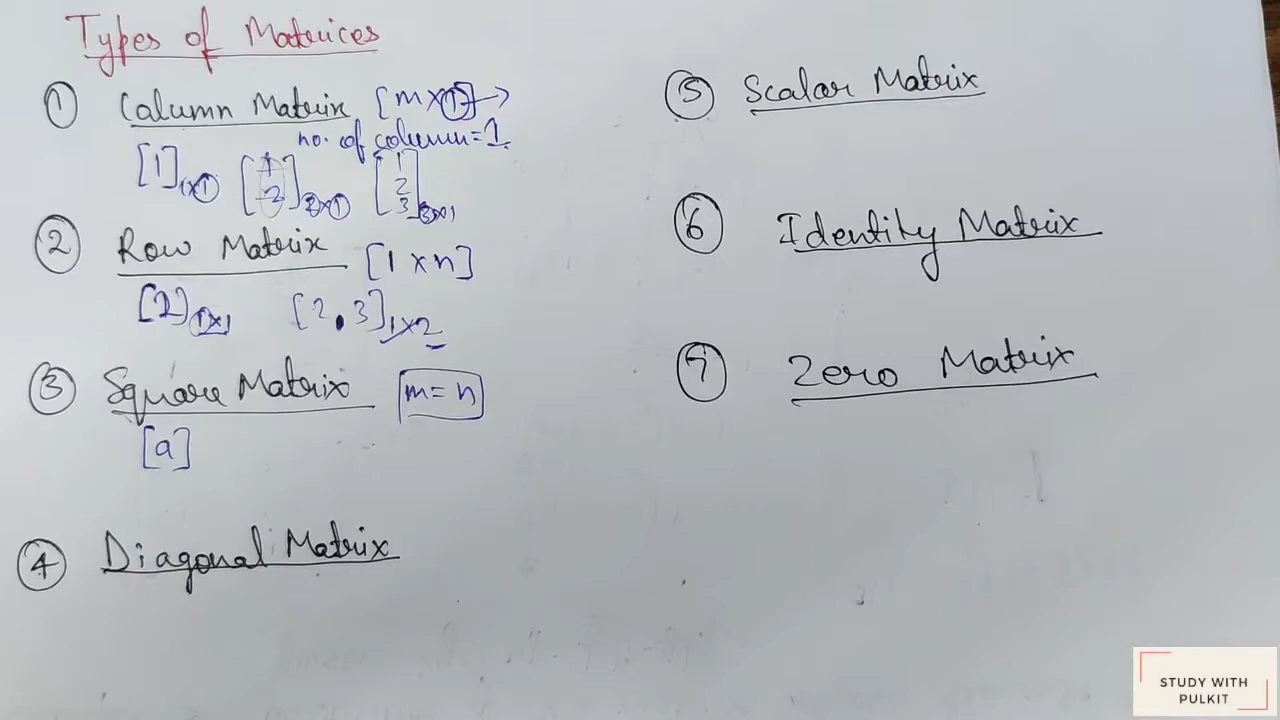 Types of Matrices
① Column Matrix [m×1] →
no. of column = 1.
[1]1×1 [1 2]2×1 [1 2 3]3×1
② Row Matrix [1 × n]
[2]1×1 [2, 3]1×2
③ Square Matrix m = n
[a]
④ Diagonal Matrix
⑤ Scalar Matrix
⑥ Identity Matrix
⑦ Zero Matrix
STUDY WITH
PULKIT